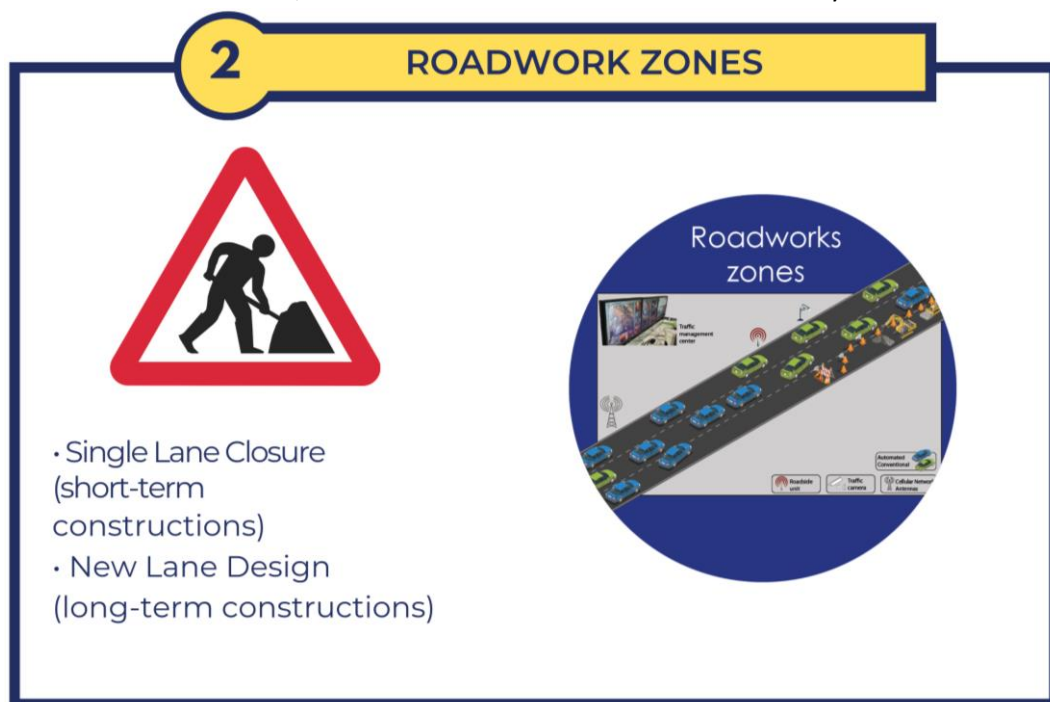 2
ROADWORK ZONES
· Single Lane Closure
(short-term
constructions)
· New Lane Design
(long-term constructions)
Roadworks
zones
Traffic
management
center
Automated
Conventional
Roadside
unit
Traffic
camera
Cellular Network
Antennas